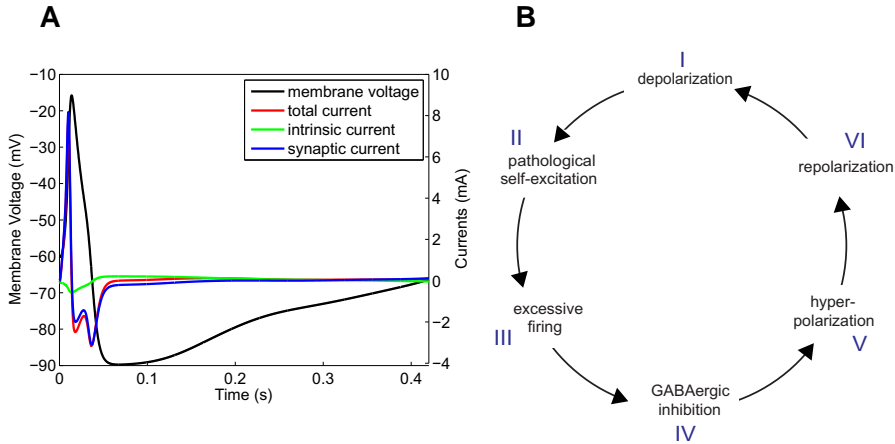 A
B
−10
−20
−30
−40
−50
−60
−70
−80
−90
Membrane Voltage (mV)
membrane voltage
total current
intrinsic current
synaptic current
10
8
6
4
2
0
−2
−4
Currents (mA)
0
0.1
0.2
0.3
0.4
Time (s)
I
depolarization
II
pathological
self-excitation
III
excessive
firing
GABAergic
inhibition
IV
hyper-
polarization
V
VI
repolarization